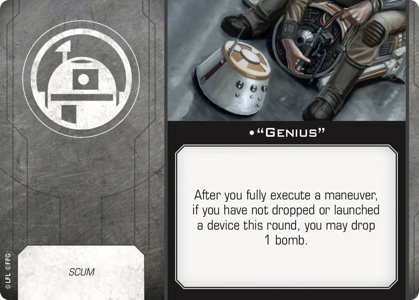 •“Genius”
After you fully execute a maneuver,
if you have not dropped or launched
a device this round, you may drop
1 bomb.
SCUM
© LFL © FFG